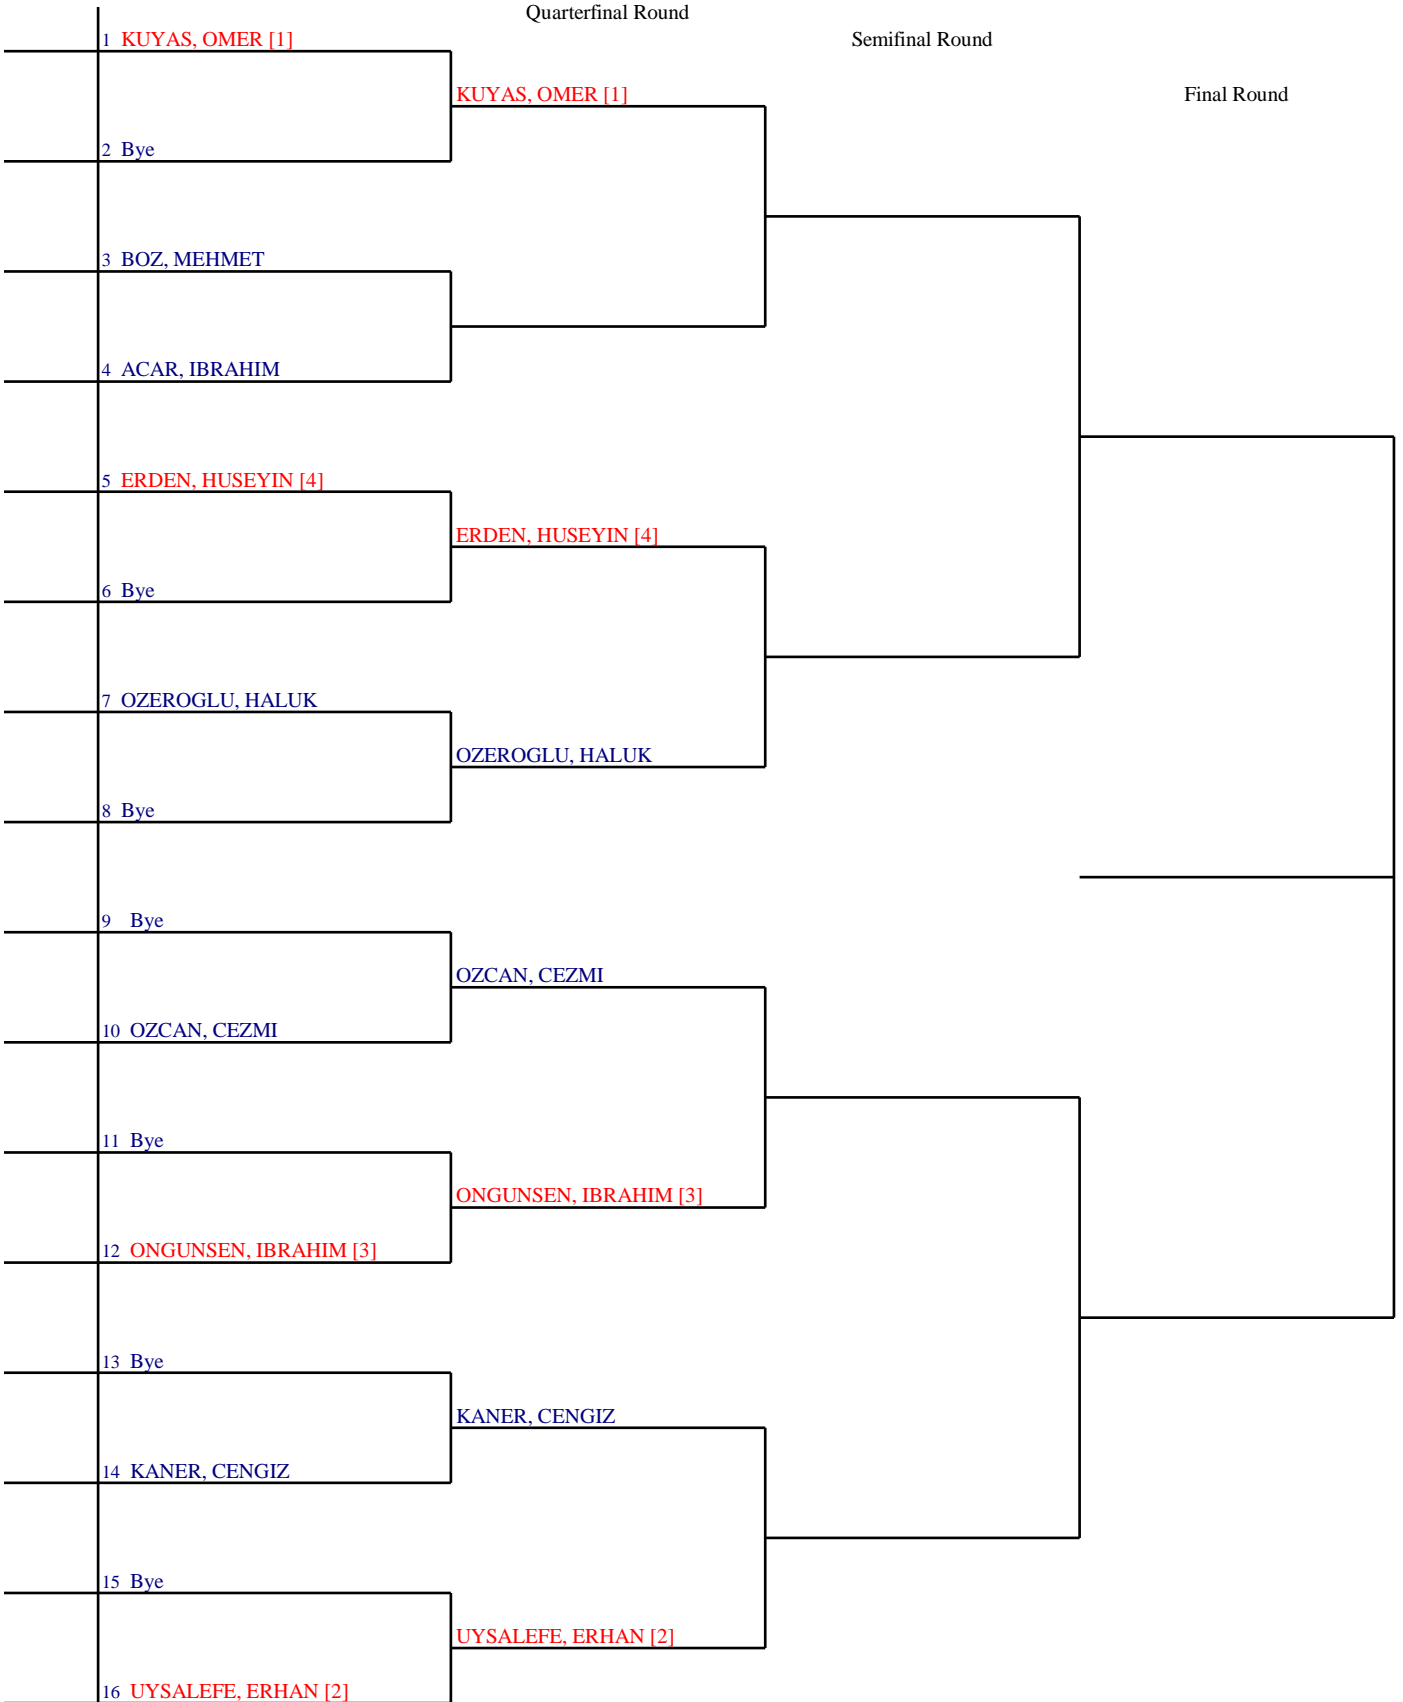 Quarterfinal Round
Semifinal Round
Final Round
1 KUYAS, OMER [1]
KUYAS, OMER [1]
2 Bye
3 BOZ, MEHMET
4 ACAR, IBRAHIM
5 ERDEN, HUSEYIN [4]
ERDEN, HUSEYIN [4]
6 Bye
7 OZEROGLU, HALUK
OZEROGLU, HALUK
8 Bye
9 Bye
OZCAN, CEZMI
10 OZCAN, CEZMI
11 Bye
ONGUNSEN, IBRAHIM [3]
12 ONGUNSEN, IBRAHIM [3]
13 Bye
KANER, CENGIZ
14 KANER, CENGIZ
15 Bye
UYSALEFE, ERHAN [2]
16 UYSALEFE, ERHAN [2]